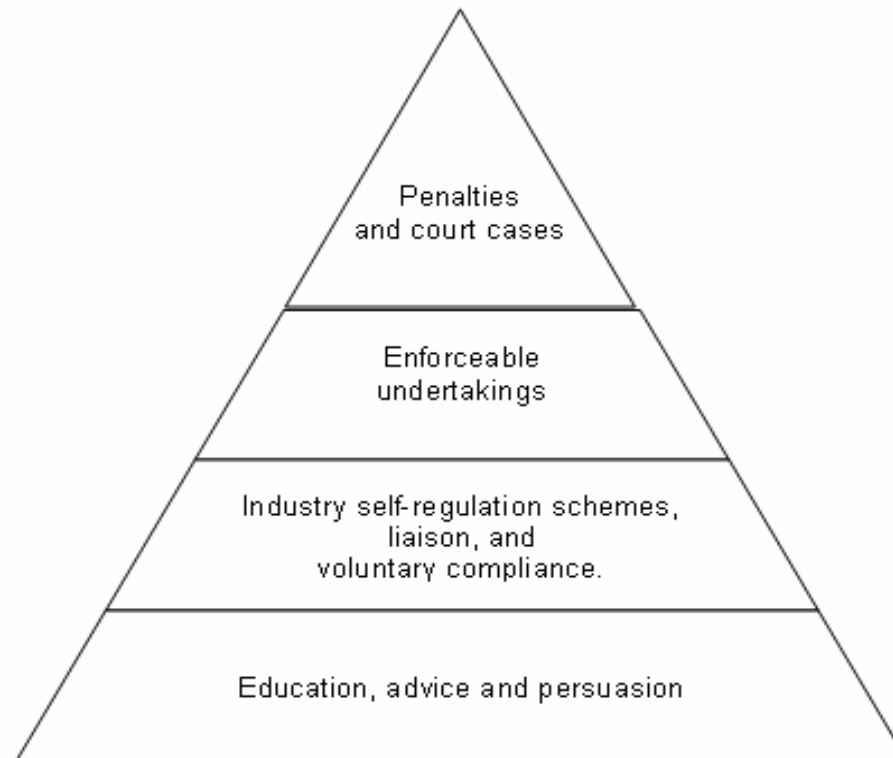 Penalties
and court cases
Enforceable
undertakings
Industry self-regulation schemes,
liaison, and
voluntary compliance.
Education, advice and persuasion